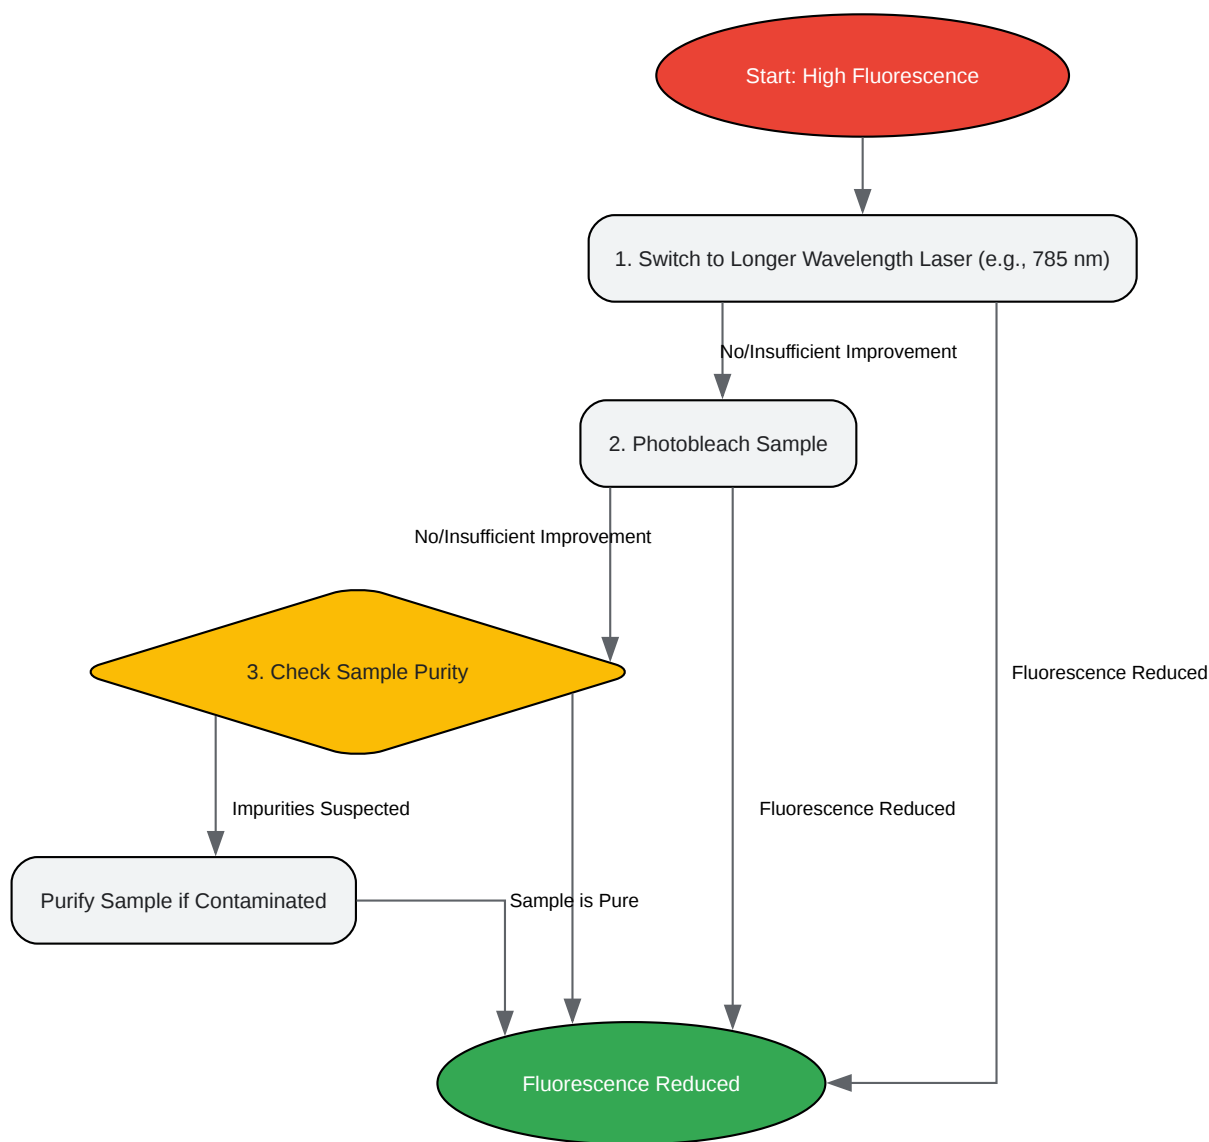 Start: High Fluorescence
1. Switch to Longer Wavelength Laser (e.g., 785 nm)
No/Insufficient Improvement
2. Photobleach Sample
No/Insufficient Improvement
3. Check Sample Purity
Fluorescence Reduced
Impurities Suspected
Fluorescence Reduced
Purify Sample if Contaminated
Sample is Pure
Fluorescence Reduced